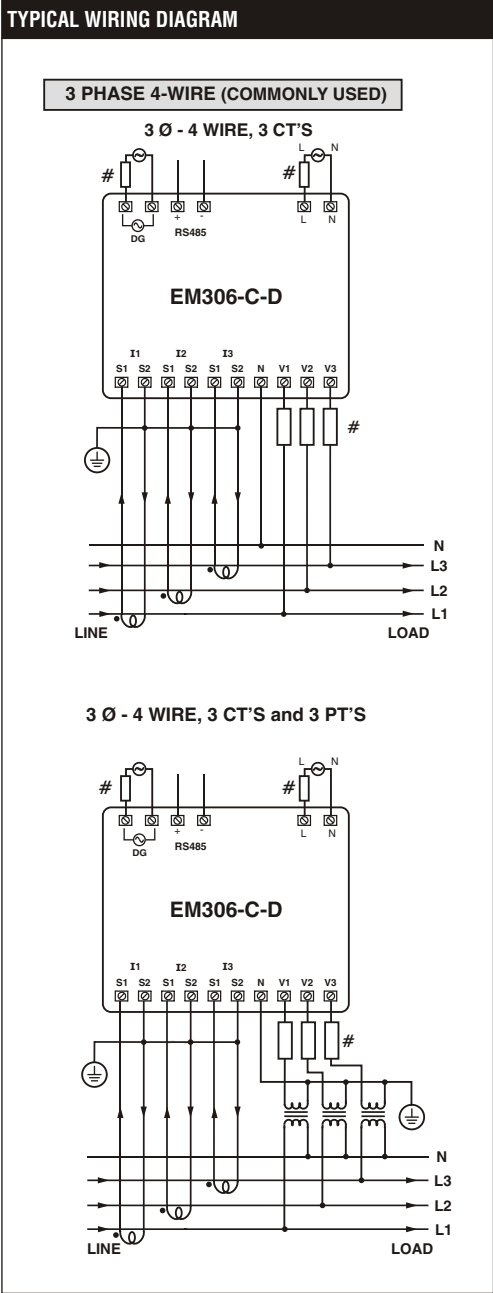 TYPICAL WIRING DIAGRAM
3 PHASE 4-WIRE (COMMONLY USED)
3 Ø - 4 WIRE, 3 CT'S
L N
# #
+ - L N
DG RS485
EM306-C-D
I1 I2 I3
S1 S2 S1 S2 S1 S2 N V1 V2 V3
#
N
L3
L2
L1
LINE LOAD
3 Ø - 4 WIRE, 3 CT'S and 3 PT'S
L N
# #
+ - L N
DG RS485
EM306-C-D
I1 I2 I3
S1 S2 S1 S2 S1 S2 N V1 V2 V3
#
N
L3
L2
L1
LINE LOAD